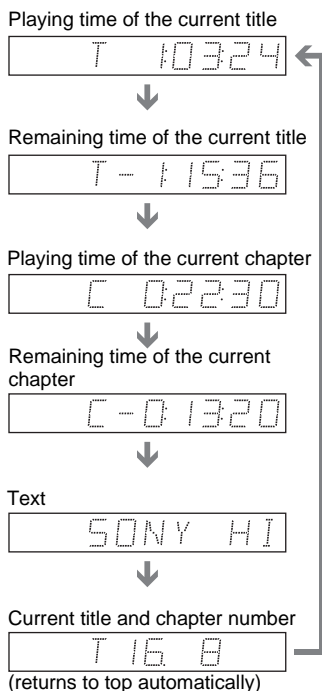 Playing time of the current title
T 1:03:24
Remaining time of the current title
T – 1:15:36
Playing time of the current chapter
C 0:22:30
Remaining time of the current
chapter
C – 0:13:20
Text
SONY HI
Current title and chapter number
T 16. 8
(returns to top automatically)